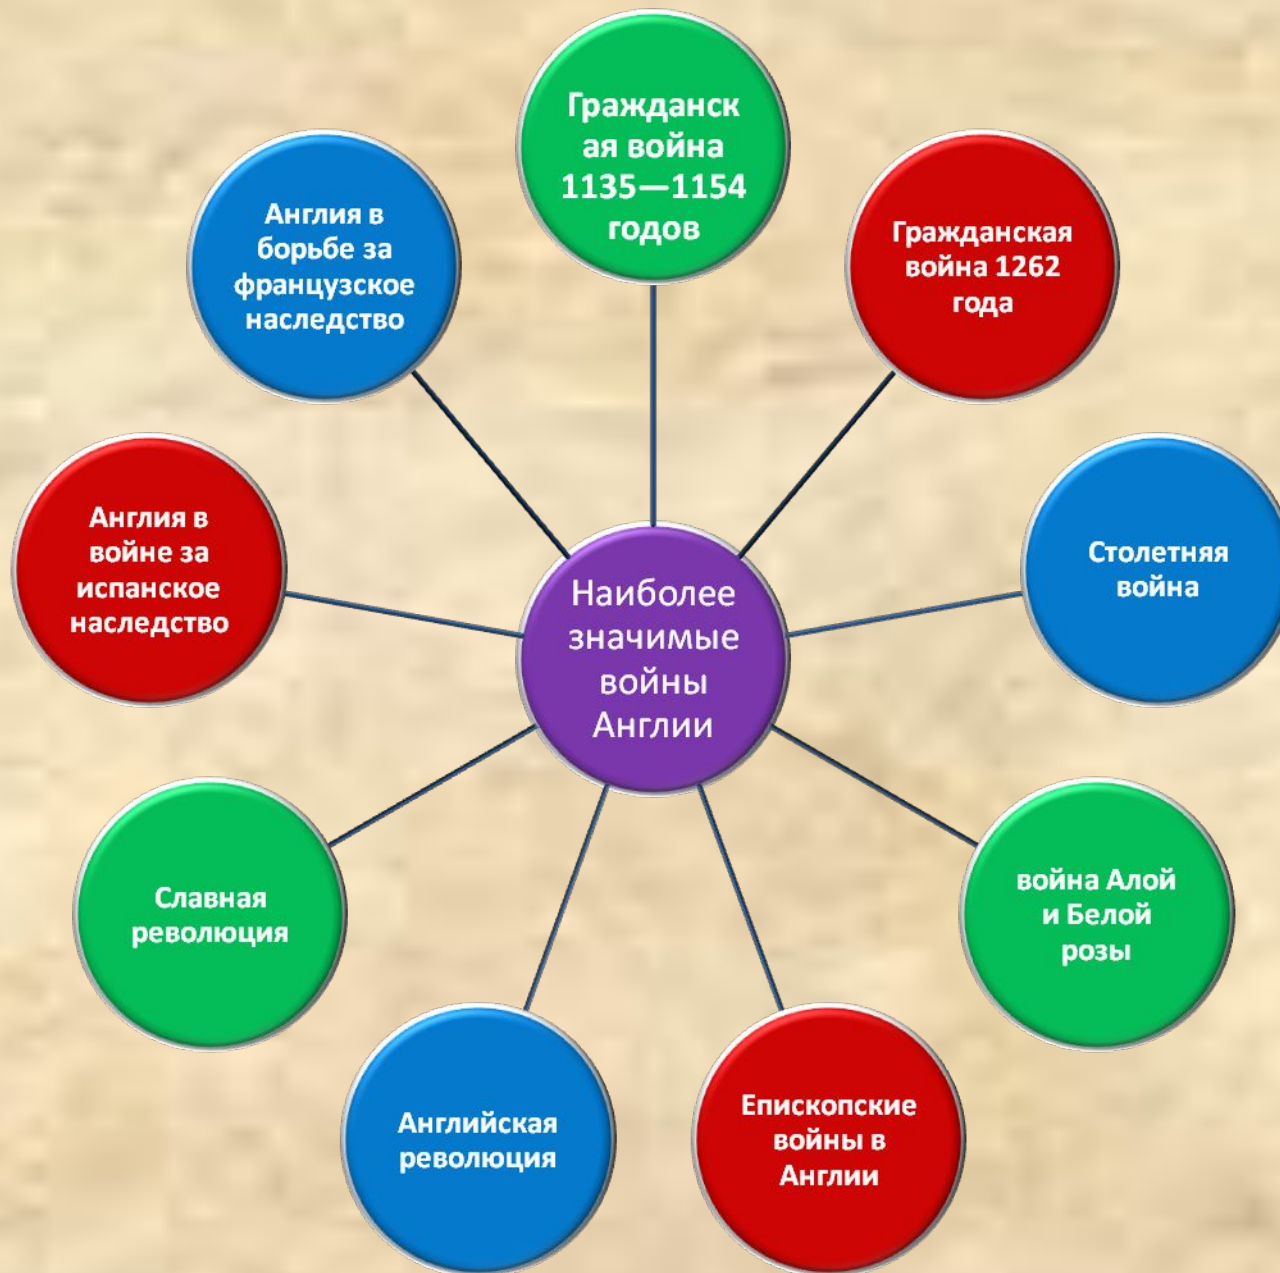 Гражданск
ая война
1135—1154
годов
Гражданская
война 1262
года
Столетняя
война
война Алой
и Белой
розы
Епископские
войны в
Англии
Английская
революция
Славная
революция
Англия в
войне за
испанское
наследство
Англия в
борьбе за
французское
наследство
Наиболее
значимые
войны
Англии